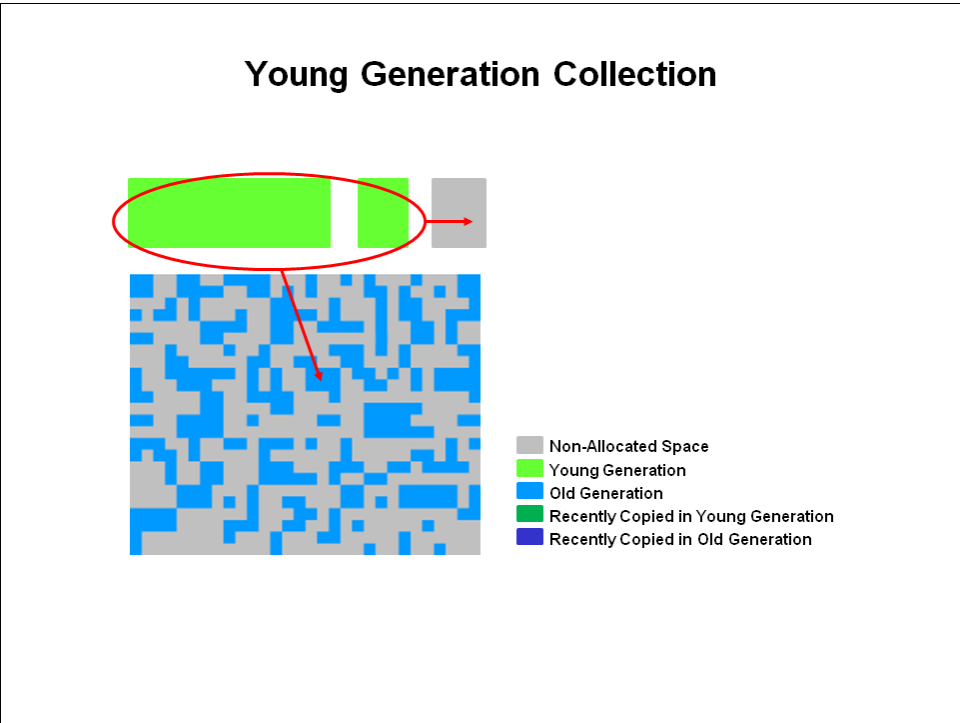 Young Generation Collection
Non-Allocated Space
Young Generation
Old Generation
Recently Copied in Young Generation
Recently Copied in Old Generation